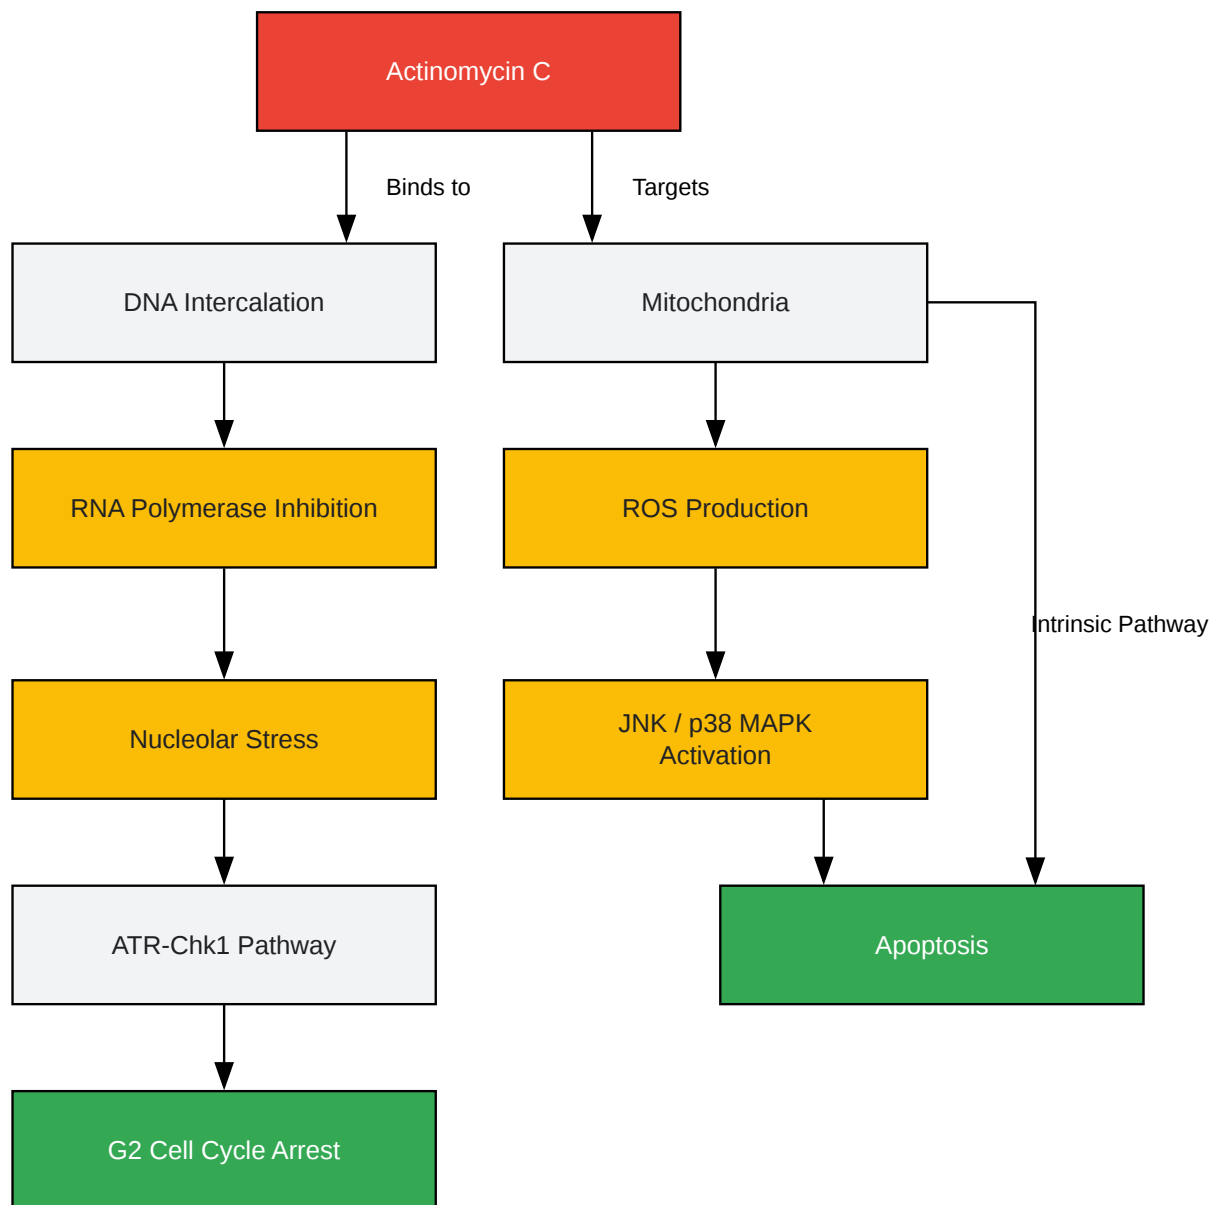 Actinomycin C
Binds to
Targets
DNA Intercalation
Mitochondria
RNA Polymerase Inhibition
ROS Production
Intrinsic Pathway
Nucleolar Stress
JNK / p38 MAPK
Activation
ATR-Chk1 Pathway
Apoptosis
G2 Cell Cycle Arrest